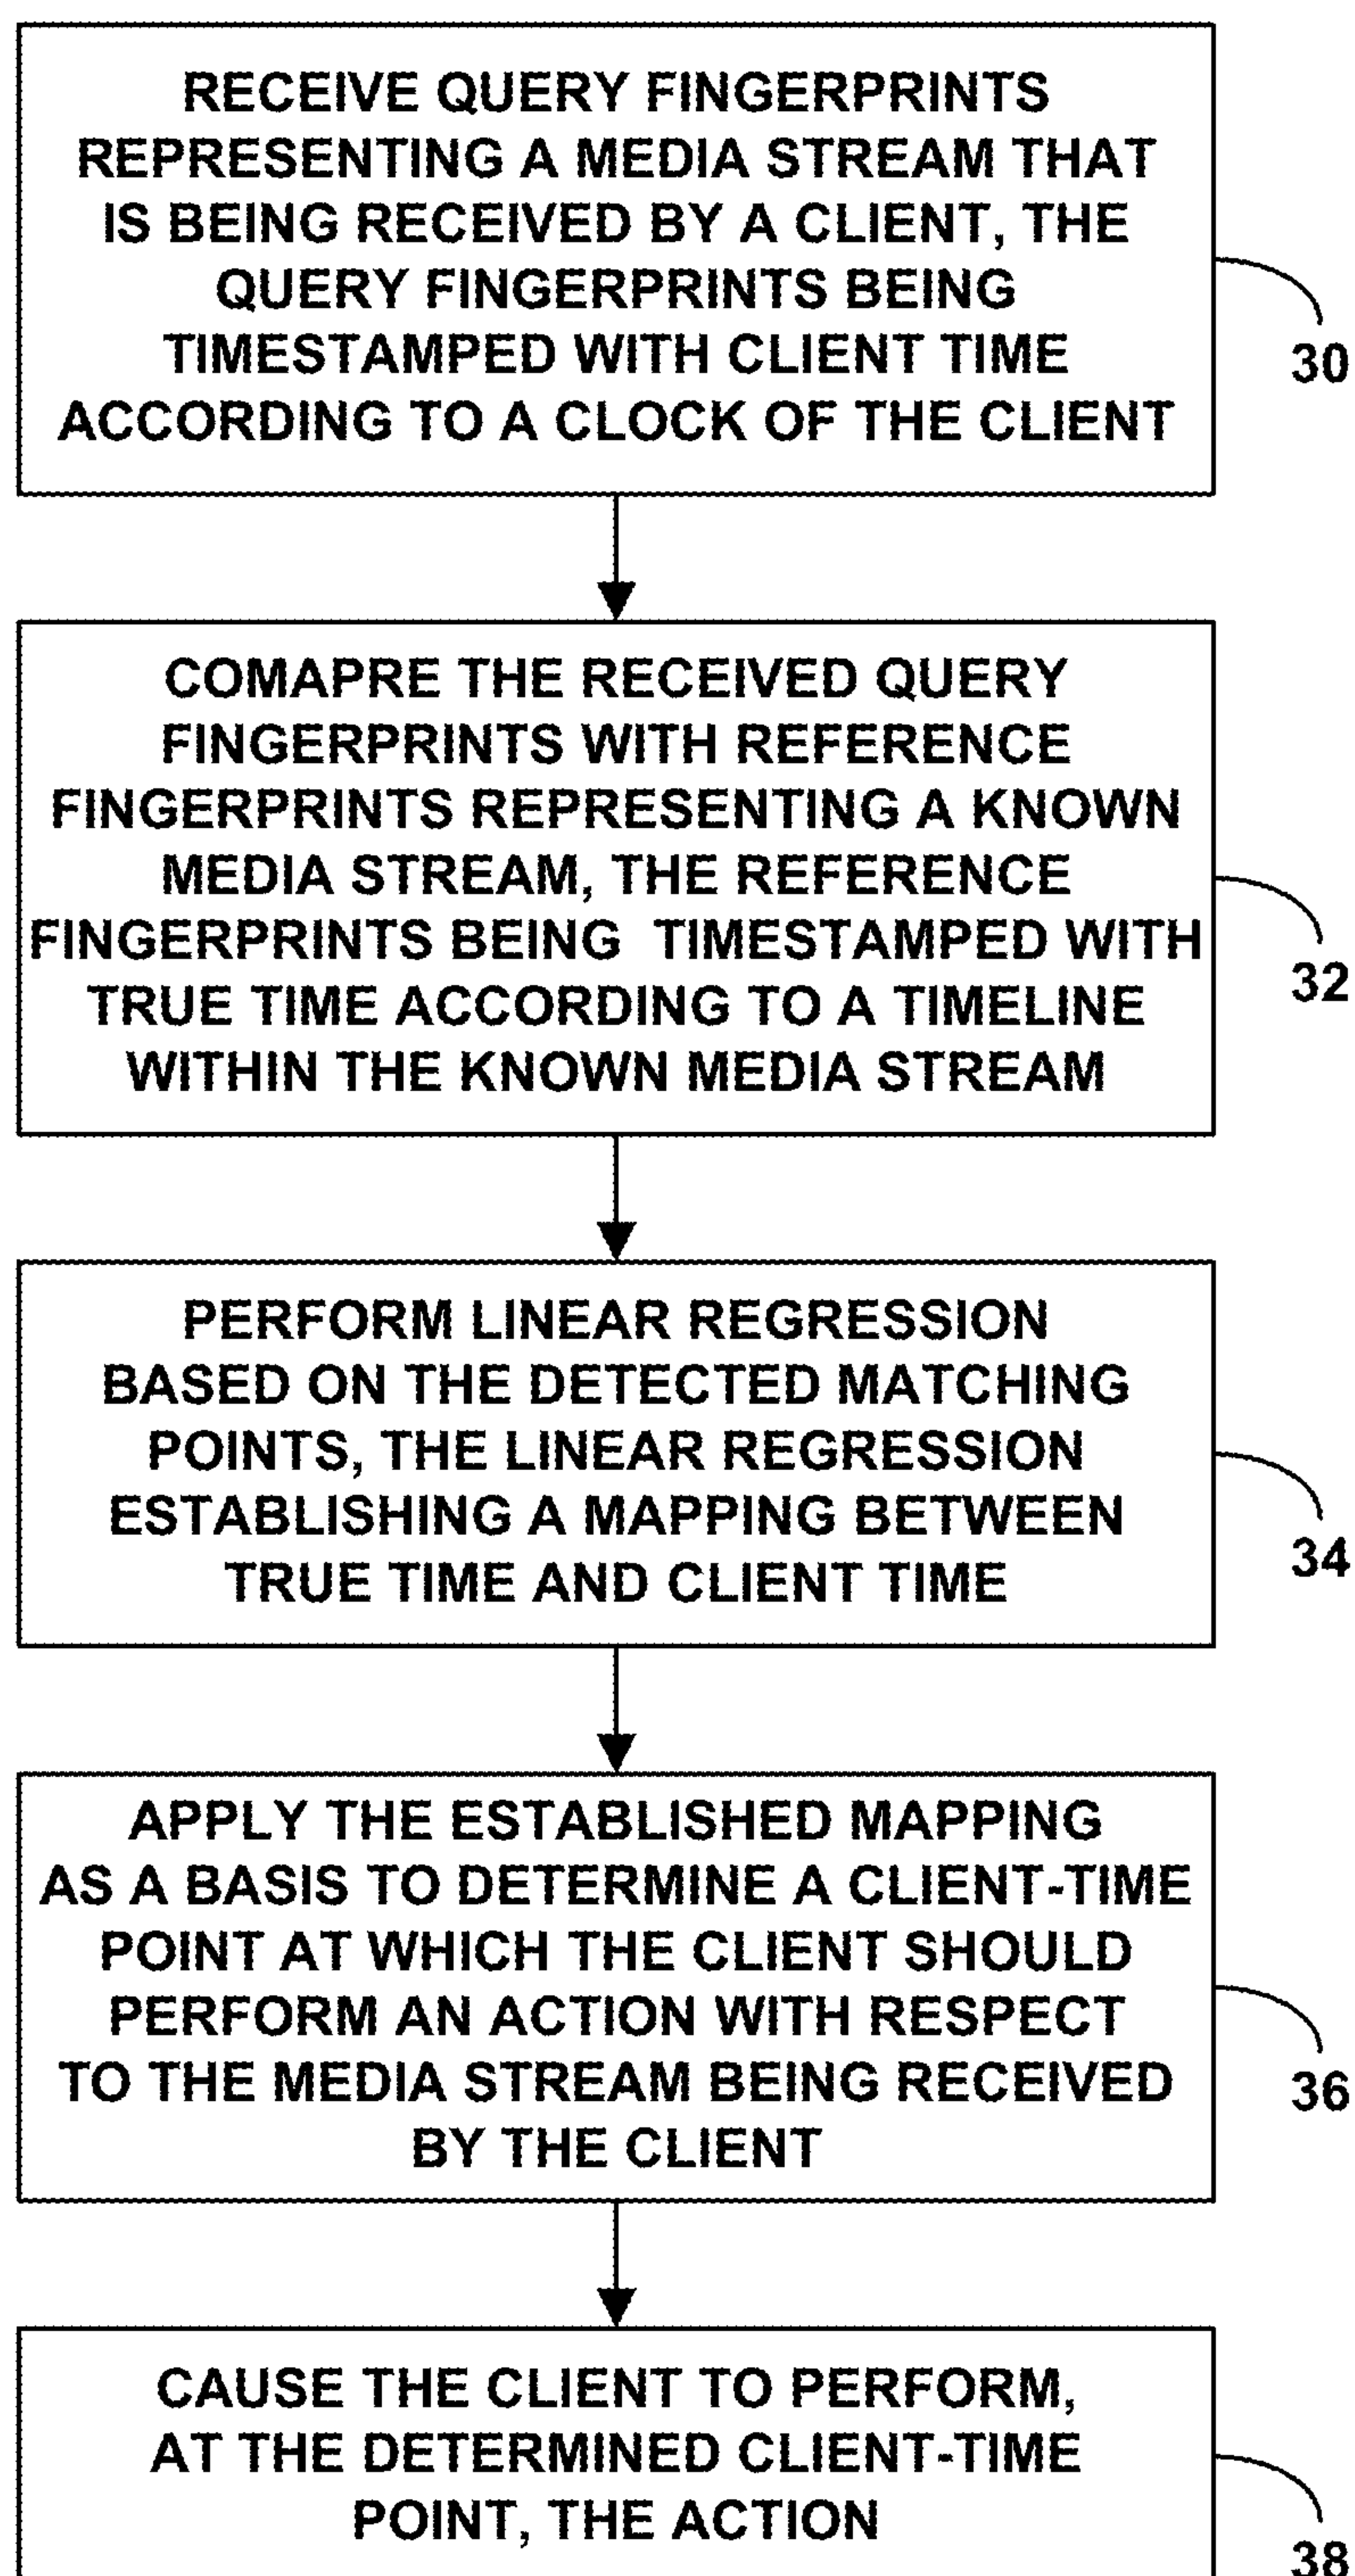 RECEIVE QUERY FINGERPRINTS
REPRESENTING A MEDIA STREAM THAT
IS BEING RECEIVED BY A CLIENT, THE
QUERY FINGERPRINTS BEING
TIMESTAMPED WITH CLIENT TIME
ACCORDING TO A CLOCK OF THE CLIENT
30
COMAPRE THE RECEIVED QUERY
FINGERPRINTS WITH REFERENCE
FINGERPRINTS REPRESENTING A KNOWN
MEDIA STREAM, THE REFERENCE
FINGERPRINTS BEING TIMESTAMPED WITH
TRUE TIME ACCORDING TO A TIMELINE
WITHIN THE KNOWN MEDIA STREAM
32
PERFORM LINEAR REGRESSION
BASED ON THE DETECTED MATCHING
POINTS, THE LINEAR REGRESSION
ESTABLISHING A MAPPING BETWEEN
TRUE TIME AND CLIENT TIME
34
APPLY THE ESTABLISHED MAPPING
AS A BASIS TO DETERMINE A CLIENT-TIME
POINT AT WHICH THE CLIENT SHOULD
PERFORM AN ACTION WITH RESPECT
TO THE MEDIA STREAM BEING RECEIVED
BY THE CLIENT
36
CAUSE THE CLIENT TO PERFORM,
AT THE DETERMINED CLIENT-TIME
POINT, THE ACTION
38